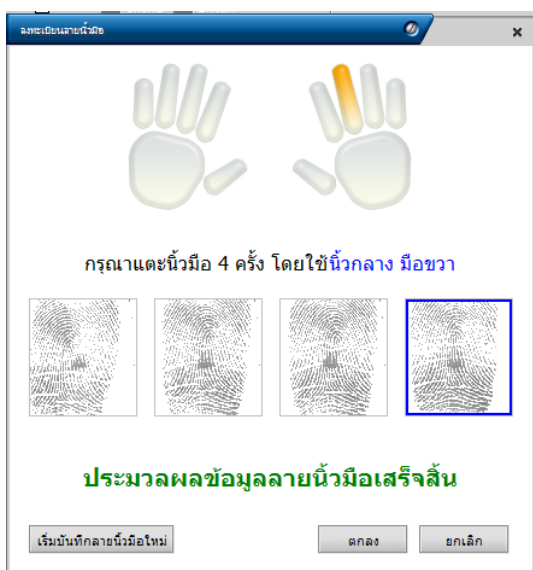 ลงทะเบียนลายนิ้วมือ
กรุณาแตะนิ้วมือ 4 ครั้ง โดยใช้นิ้วกลาง มือขวา
ประมวลผลข้อมูลลายนิ้วมือเสร็จสิ้น
เริ่มบันทึกลายนิ้วมือใหม่ ตกลง ยกเลิก